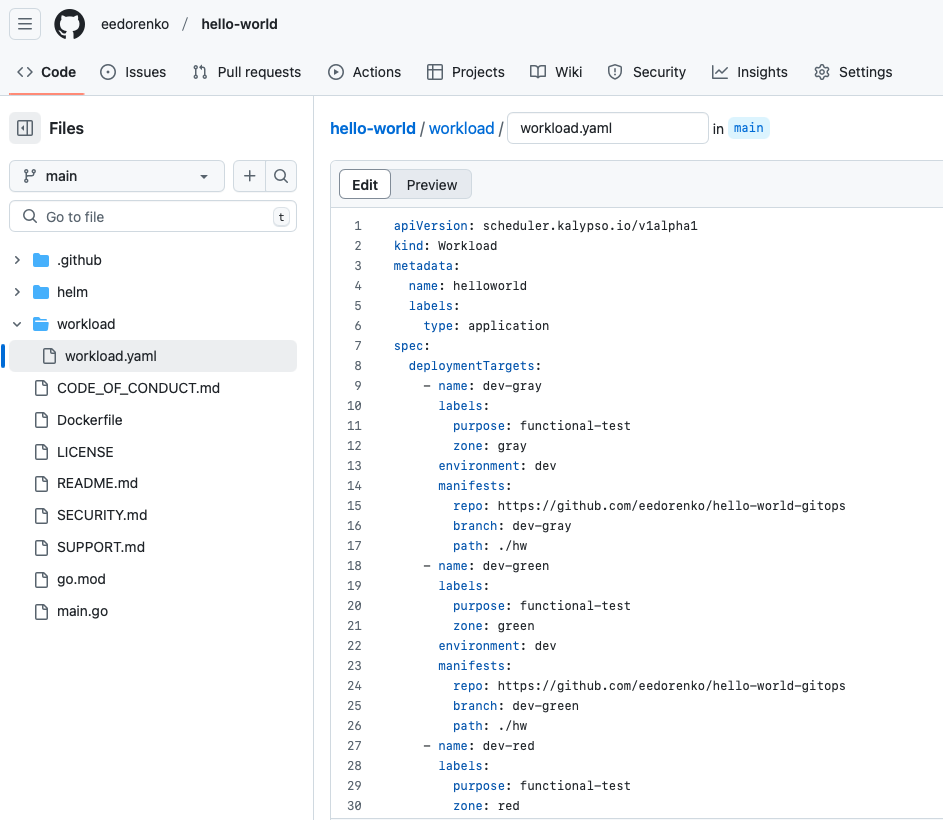 eedorenko / hello-world
Code Issues Pull requests Actions Projects Wiki Security Insights Settings
Files
main
Go to file t
.github
helm
workload
workload.yaml
CODE_OF_CONDUCT.md
Dockerfile
LICENSE
README.md
SECURITY.md
SUPPORT.md
go.mod
main.go
hello-world / workload / workload.yaml in main
Edit Preview
1 apiVersion: scheduler.kalypso.io/v1alpha1
2 kind: Workload
3 metadata:
4   name: helloworld
5   labels:
6     type: application
7 spec:
8   deploymentTargets:
9     - name: dev-gray
10       labels:
11         purpose: functional-test
12         zone: gray
13       environment: dev
14       manifests:
15         repo: https://github.com/eedorenko/hello-world-gitops
16         branch: dev-gray
17         path: ./hw
18     - name: dev-green
19       labels:
20         purpose: functional-test
21         zone: green
22       environment: dev
23       manifests:
24         repo: https://github.com/eedorenko/hello-world-gitops
25         branch: dev-green
26         path: ./hw
27     - name: dev-red
28       labels:
29         purpose: functional-test
30         zone: red